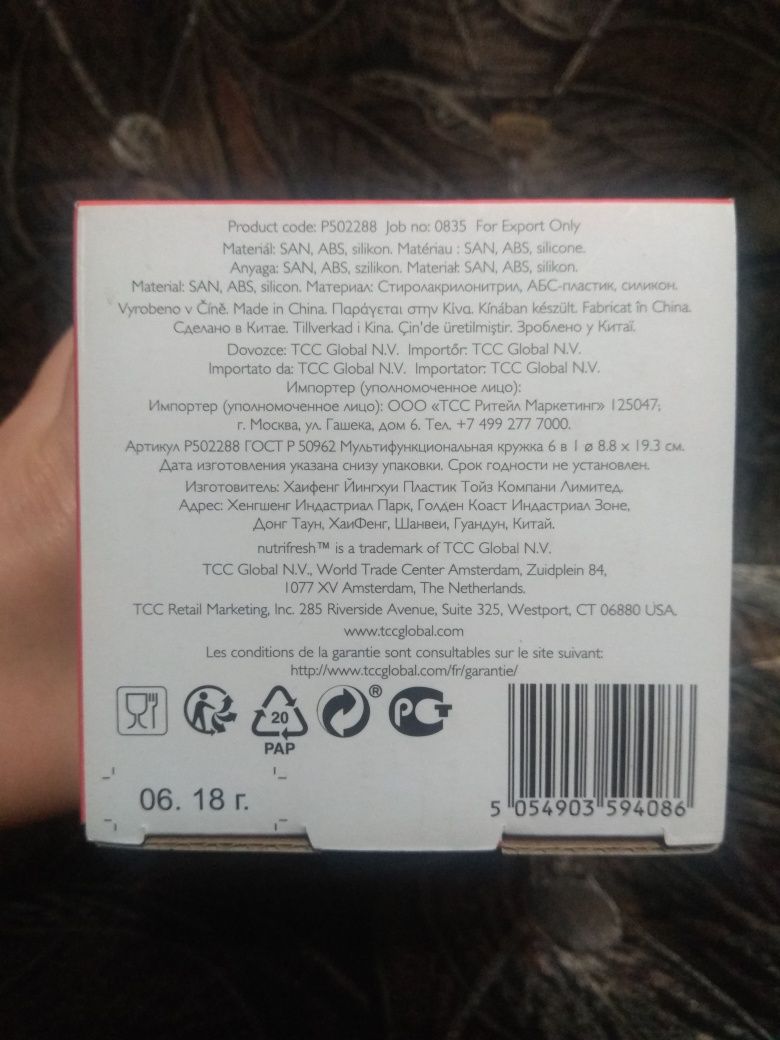 Product code: P502288 Job no: 0835 For Export Only
Materiál: SAN, ABS, silikon. Matériau : SAN, ABS, silicone.
Anyaga: SAN, ABS, szilikon. Materiał: SAN, ABS, silikon.
Material: SAN, ABS, silicon. Материал: Стиролакрилонитрил, АБС-пластик, силикон.
Vyrobeno v Číně. Made in China. Παράγεται στην Κίνα. Kínában készült. Fabricat în China.
Сделано в Китае. Tillverkad i Kina. Çin'de üretilmiştir. Зроблено у Китаї.
Dovozce: TCC Global N.V. Importőr: TCC Global N.V.
Importato da: TCC Global N.V. Importator: TCC Global N.V.
Импортер (уполномоченное лицо):
Импортер (уполномоченное лицо): ООО «ТСС Ритейл Маркетинг» 125047;
г. Москва, ул. Гашека, дом 6. Тел. +7 499 277 7000.
Артикул P502288 ГОСТ Р 50962 Мультифункциональная кружка 6 в 1 ø 8.8 x 19.3 см.
Дата изготовления указана снизу упаковки. Срок годности не установлен.
Изготовитель: Хаифенг Йингхуи Пластик Тойз Компани Лимитед.
Адрес: Хенгшенг Индастриал Парк, Голден Коаст Индастриал Зоне,
Донг Таун, ХаиФенг, Шанвеи, Гуандун, Китай.
nutrifresh™ is a trademark of TCC Global N.V.
TCC Global N.V., World Trade Center Amsterdam, Zuidplein 84,
1077 XV Amsterdam, The Netherlands.
TCC Retail Marketing, Inc. 285 Riverside Avenue, Suite 325, Westport, CT 06880 USA.
www.tccglobal.com
Les conditions de la garantie sont consultables sur le site suivant:
http://www.tccglobal.com/fr/garantie/
20
PAP
®
РСТ
06. 18 г.
5 054903 594086